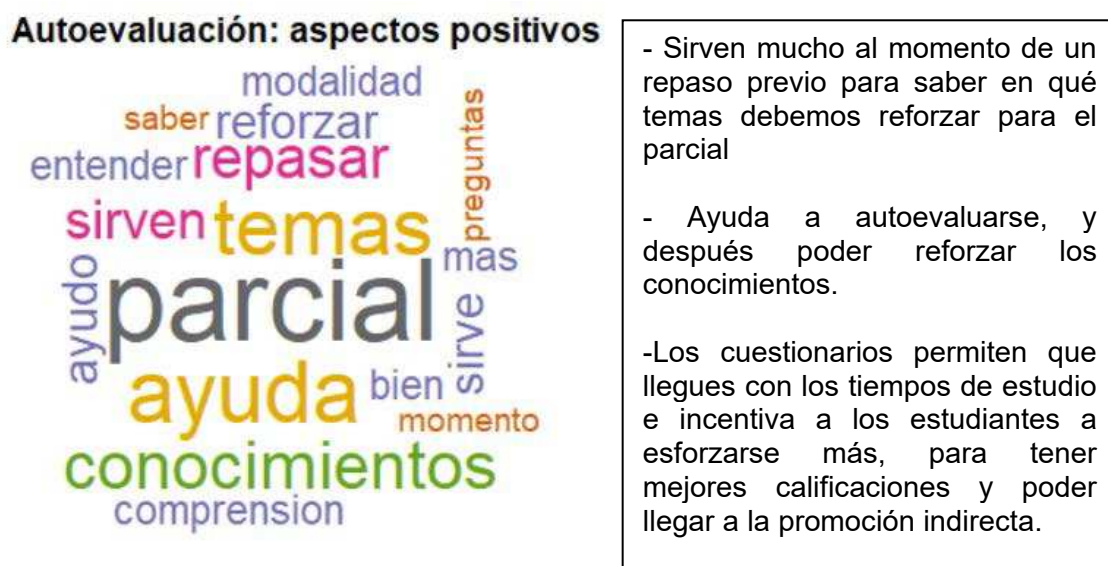 Autoevaluación: aspectos positivos
modalidad
saber reforzar
preguntas
entender repasar
sirven temas
mas
ayudo
parcial
sirve
ayuda bien
momento
conocimientos
comprension
- Sirven mucho al momento de un
repaso previo para saber en qué
temas debemos reforzar para el
parcial
- Ayuda a autoevaluarse, y
después poder reforzar los
conocimientos.
-Los cuestionarios permiten que
llegues con los tiempos de estudio
e incentiva a los estudiantes a
esforzarse más, para tener
mejores calificaciones y poder
llegar a la promoción indirecta.